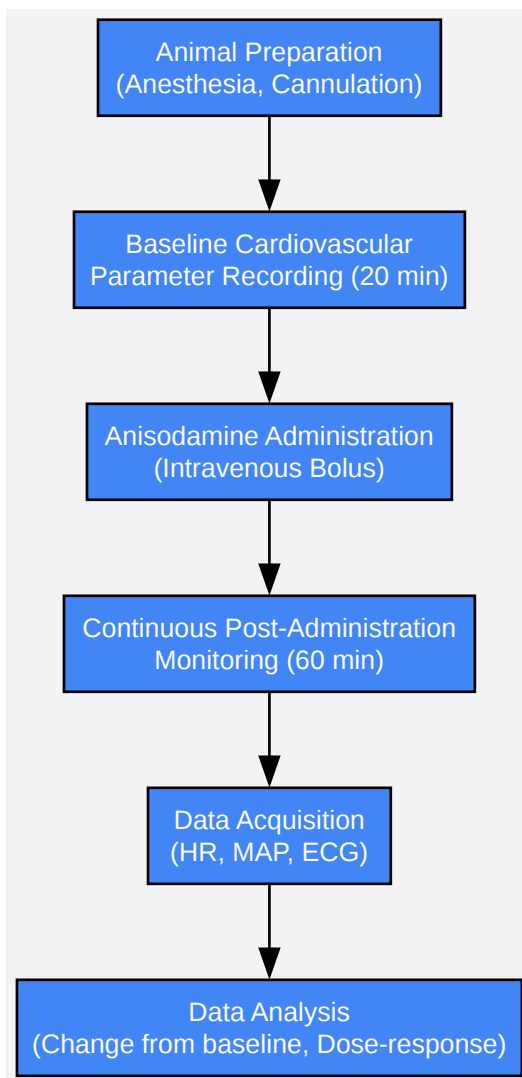 Animal Preparation
(Anesthesia, Cannulation)
Baseline Cardiovascular
Parameter Recording (20 min)
Anisodamine Administration
(Intravenous Bolus)
Continuous Post-Administration
Monitoring (60 min)
Data Acquisition
(HR, MAP, ECG)
Data Analysis
(Change from baseline, Dose-response)